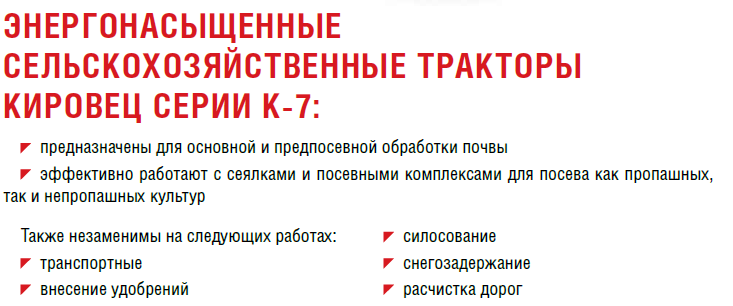 ЭНЕРГОНАСЫЩЕННЫЕ
СЕЛЬСКОХОЗЯЙСТВЕННЫЕ ТРАКТОРЫ
КИРОВЕЦ СЕРИИ К-7:
предназначены для основной и предпосевной обработки почвы
эффективно работают с сеялками и посевными комплексами для посева как пропашных,
так и непропашных культур
Также незаменимы на следующих работах:
транспортные
внесение удобрений
силосование
снегозадержание
расчистка дорог